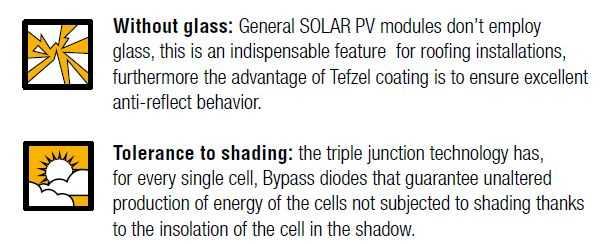 Without glass: General SOLAR PV modules don't employ
glass, this is an indispensable feature  for roofing installations,
furthermore the advantage of Tefzel coating is to ensure excellent
anti-reflect behavior.
Tolerance to shading: the triple junction technology has,
for every single cell, Bypass diodes that guarantee unaltered
production of energy of the cells not subjected to shading thanks
to the insolation of the cell in the shadow.